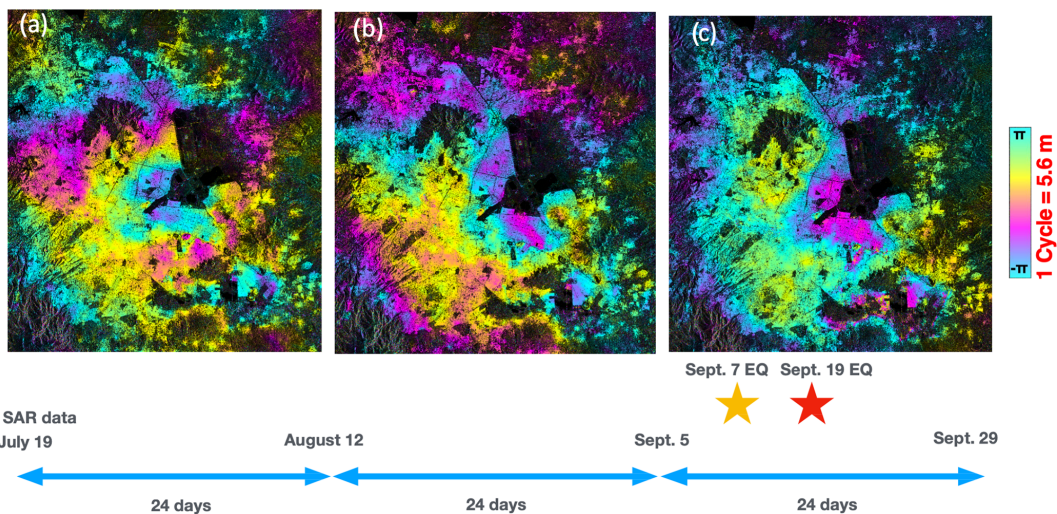 (a)
(b)
(c)
π
-π
1 Cycle = 5.6 m
Sept. 7 EQ
Sept. 19 EQ
SAR data
July 19
August 12
Sept. 5
Sept. 29
24 days
24 days
24 days